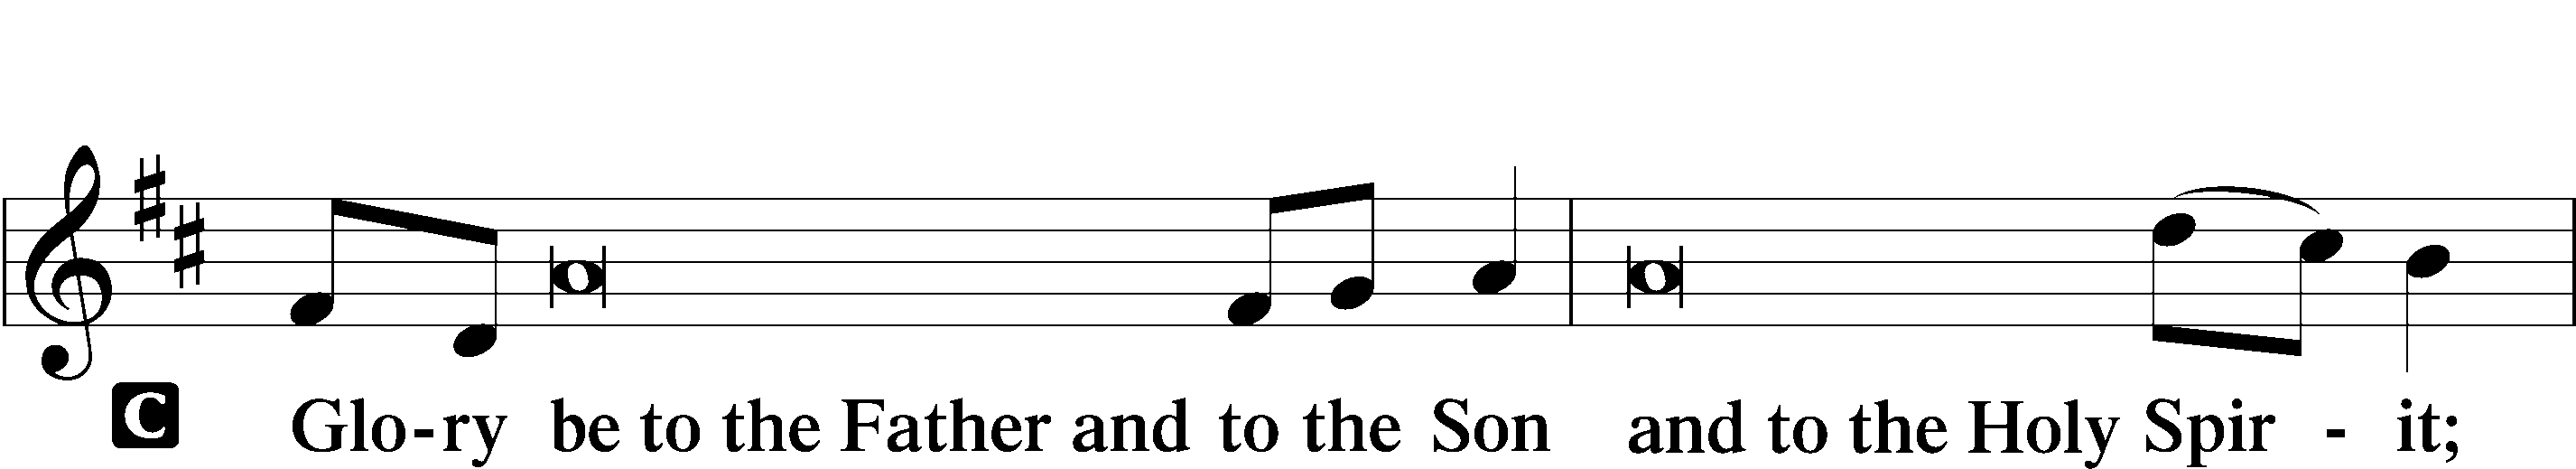 C Glo-ry be to the Father and to the Son and to the Holy Spir - it;